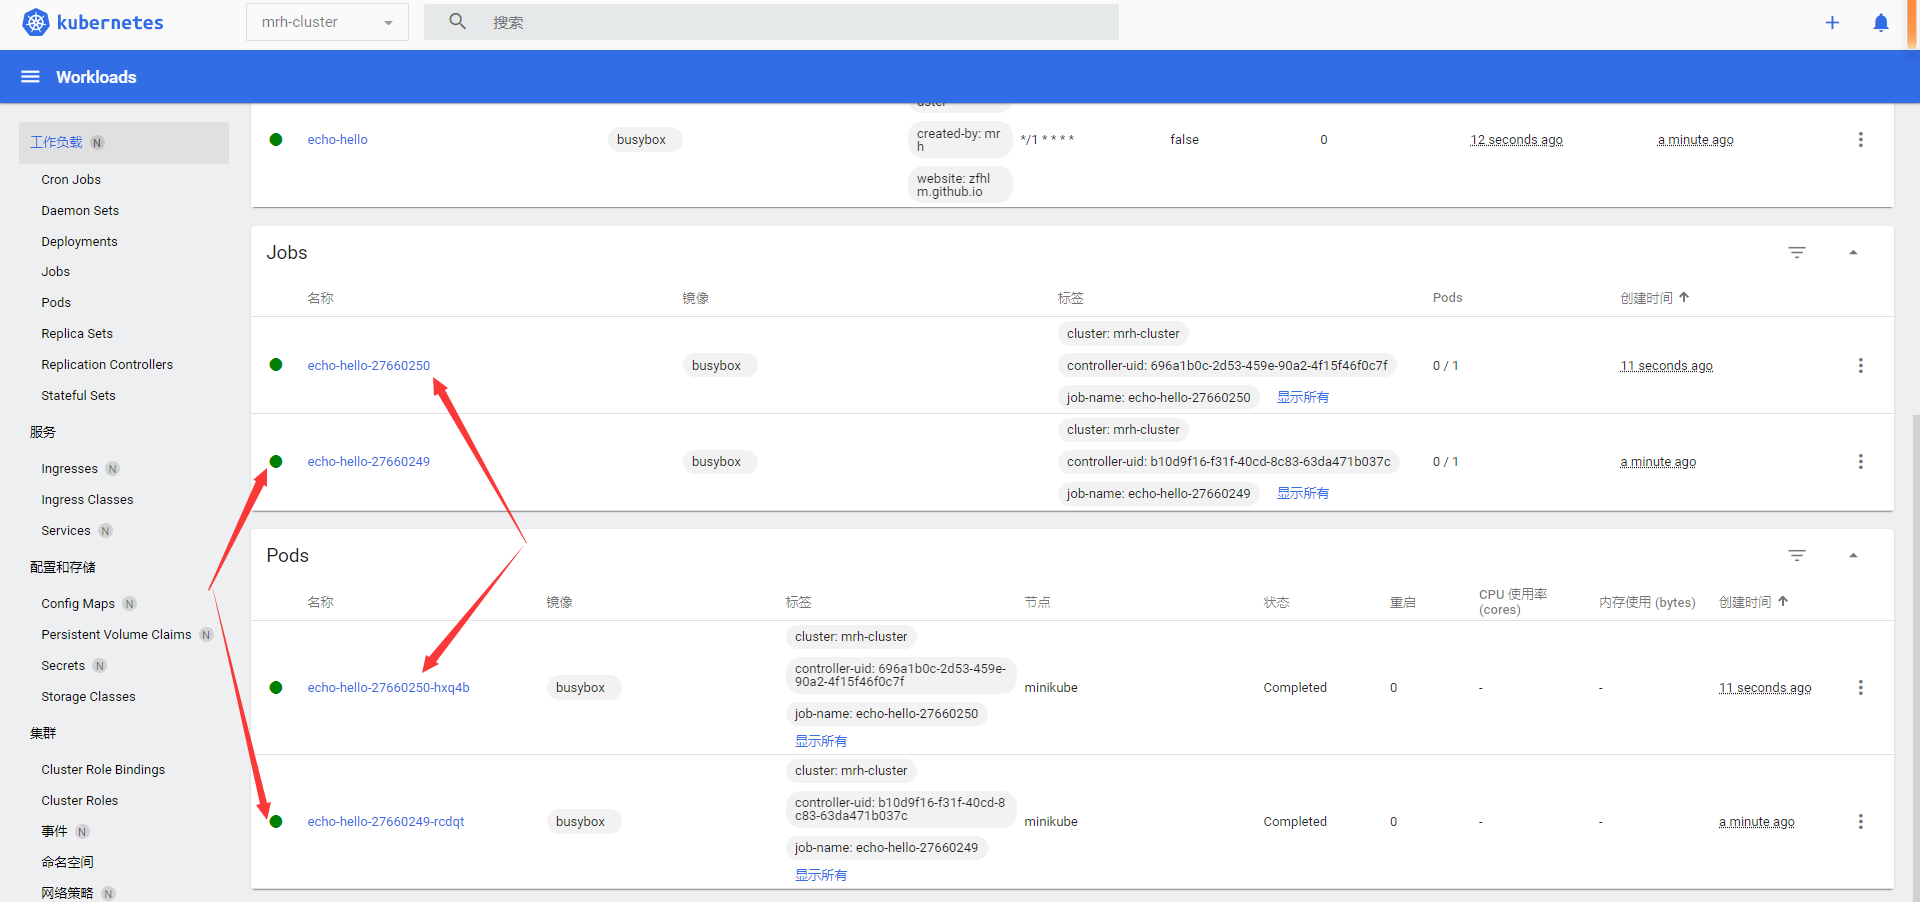 kubernetes
mrh-cluster
搜索
Workloads
工作负载 N
Cron Jobs
Daemon Sets
Deployments
Jobs
Pods
Replica Sets
Replication Controllers
Stateful Sets
服务
Ingresses N
Ingress Classes
Services N
配置和存储
Config Maps N
Persistent Volume Claims N
Secrets N
Storage Classes
集群
Cluster Role Bindings
Cluster Roles
事件 N
命名空间
网络策略 N
echo-hello
busybox
created-by: mr
h
website: zfhl
m.github.io
*/1 * * * *
false
0
12 seconds ago
a minute ago
Jobs
名称
镜像
标签
Pods
创建时间
echo-hello-27660250
busybox
cluster: mrh-cluster
controller-uid: 696a1b0c-2d53-459e-90a2-4f15f46f0c7f
job-name: echo-hello-27660250
显示所有
0 / 1
11 seconds ago
echo-hello-27660249
busybox
cluster: mrh-cluster
controller-uid: b10d9f16-f31f-40cd-8c83-63da471b037c
job-name: echo-hello-27660249
显示所有
0 / 1
a minute ago
Pods
名称
镜像
标签
节点
状态
重启
CPU 使用率
(cores)
内存使用 (bytes)
创建时间
echo-hello-27660250-hxq4b
busybox
cluster: mrh-cluster
controller-uid: 696a1b0c-2d53-459e-
90a2-4f15f46f0c7f
job-name: echo-hello-27660250
显示所有
minikube
Completed
0
-
-
11 seconds ago
echo-hello-27660249-rcdqt
busybox
cluster: mrh-cluster
controller-uid: b10d9f16-f31f-40cd-8
c83-63da471b037c
job-name: echo-hello-27660249
显示所有
minikube
Completed
0
-
-
a minute ago